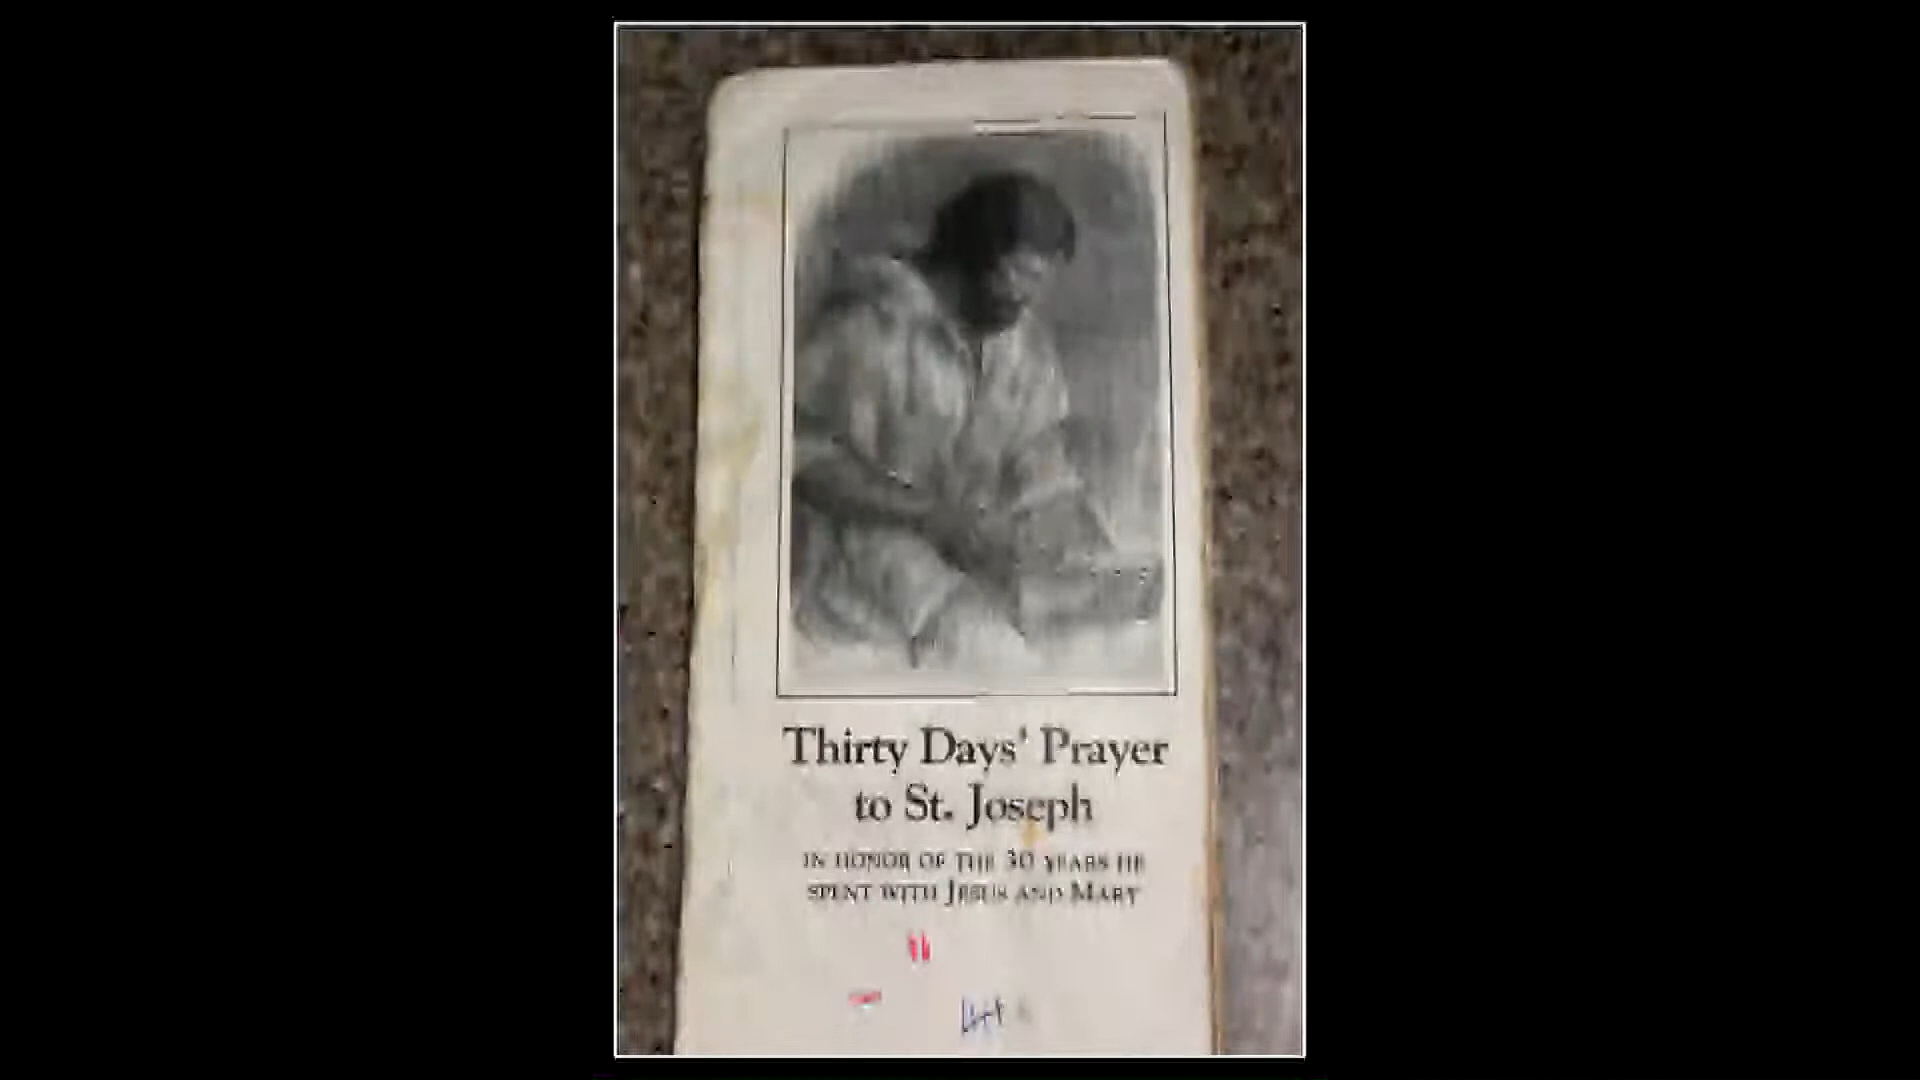 Thirty Days' Prayer
to St. Joseph
IN HONOR OF THE 30 YEARS HE
SPENT WITH JESUS AND MARY